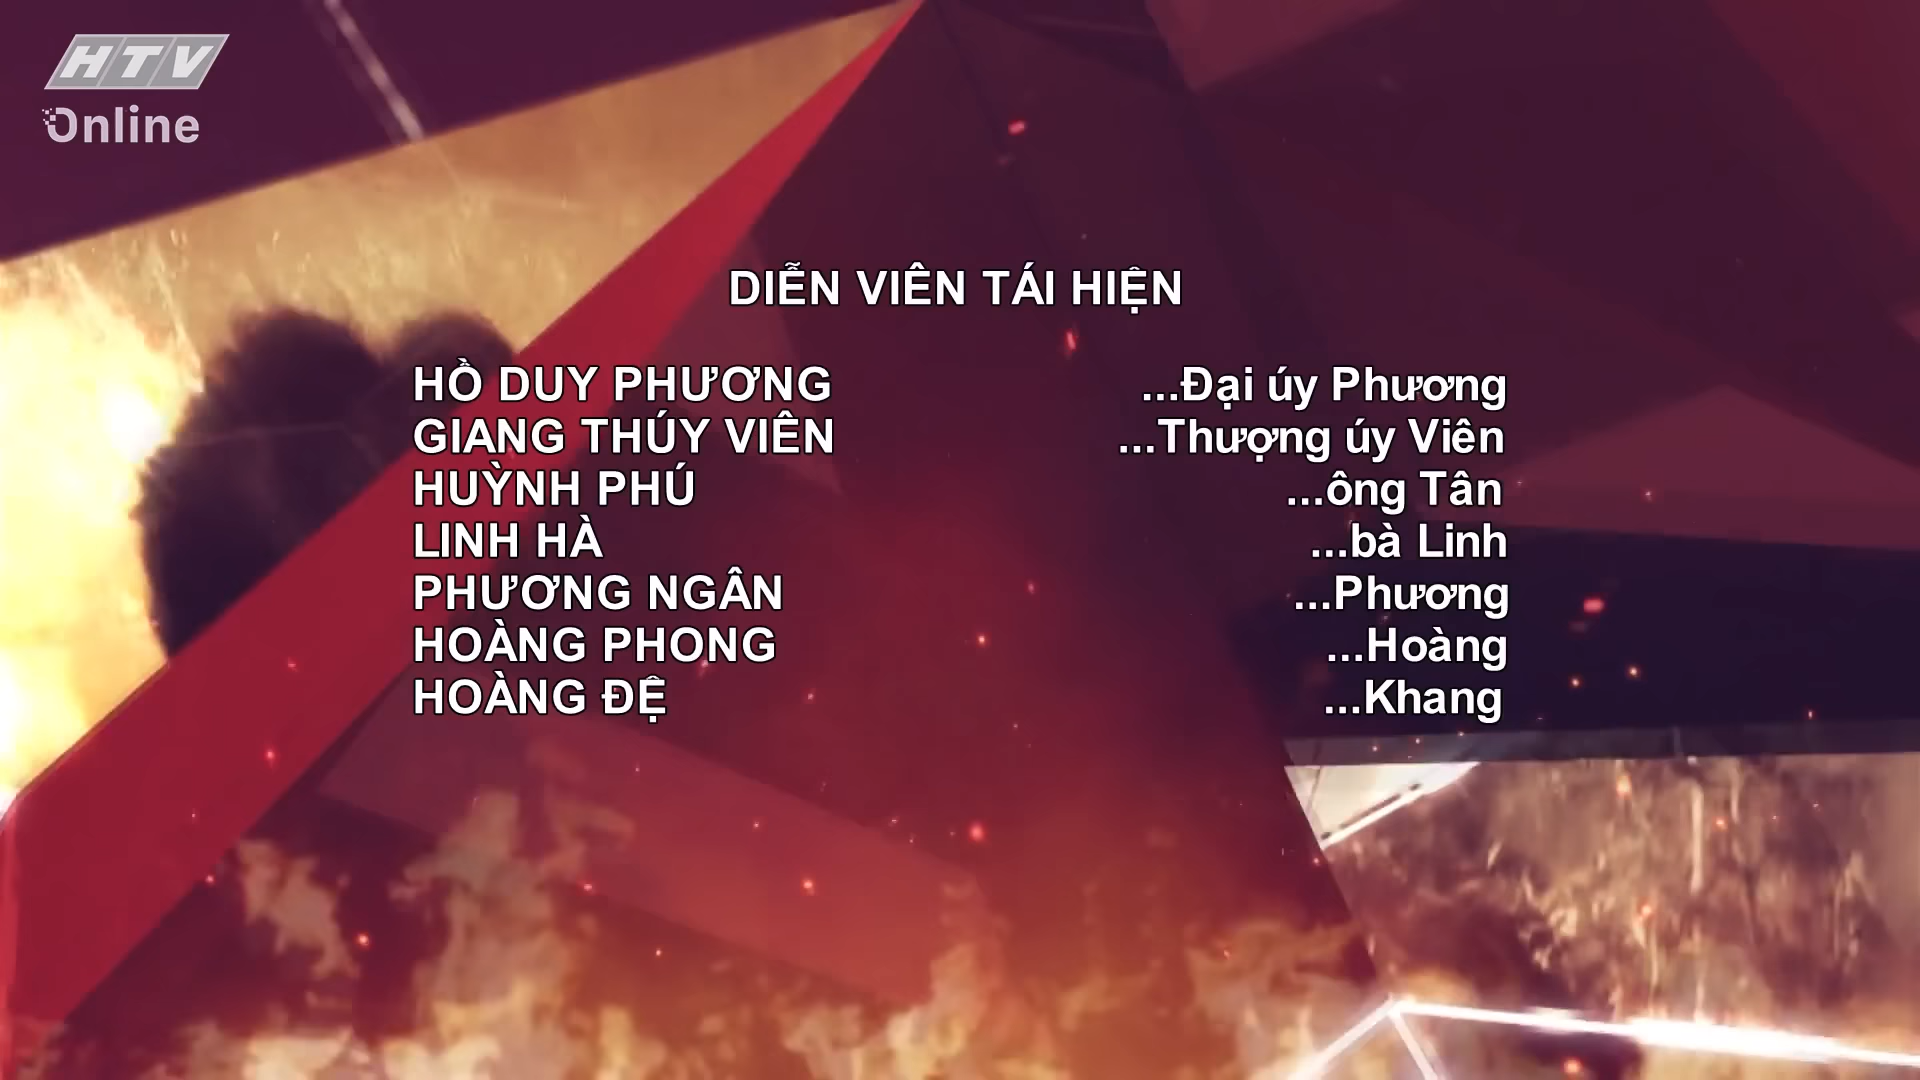 HTV
Online
DIỄN VIÊN TÁI HIỆN
HỒ DUY PHƯƠNG ...Đại úy Phương
GIANG THÚY VIÊN ...Thượng úy Viên
HUỲNH PHÚ ...ông Tân
LINH HÀ ...bà Linh
PHƯƠNG NGÂN ...Phương
HOÀNG PHONG ...Hoàng
HOÀNG ĐỆ ...Khang